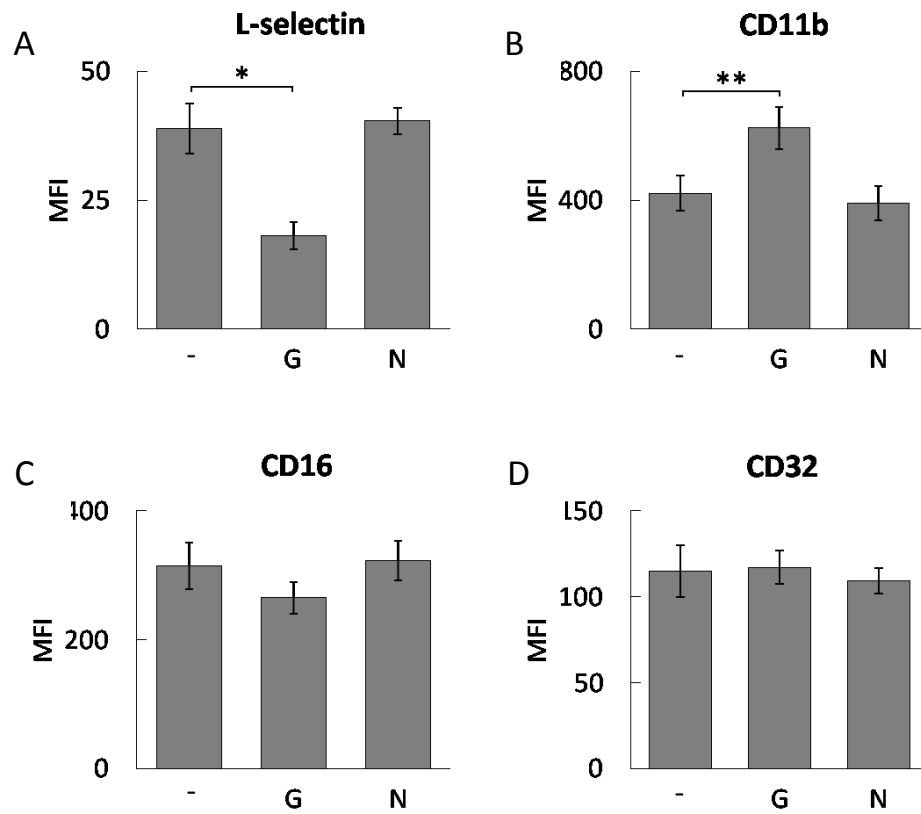 A
L-selectin
*
50
25
0
MFI
-
G
N
B
CD11b
**
800
400
0
MFI
-
G
N
C
CD16
400
200
0
MFI
-
G
N
D
CD32
150
100
50
0
MFI
-
G
N